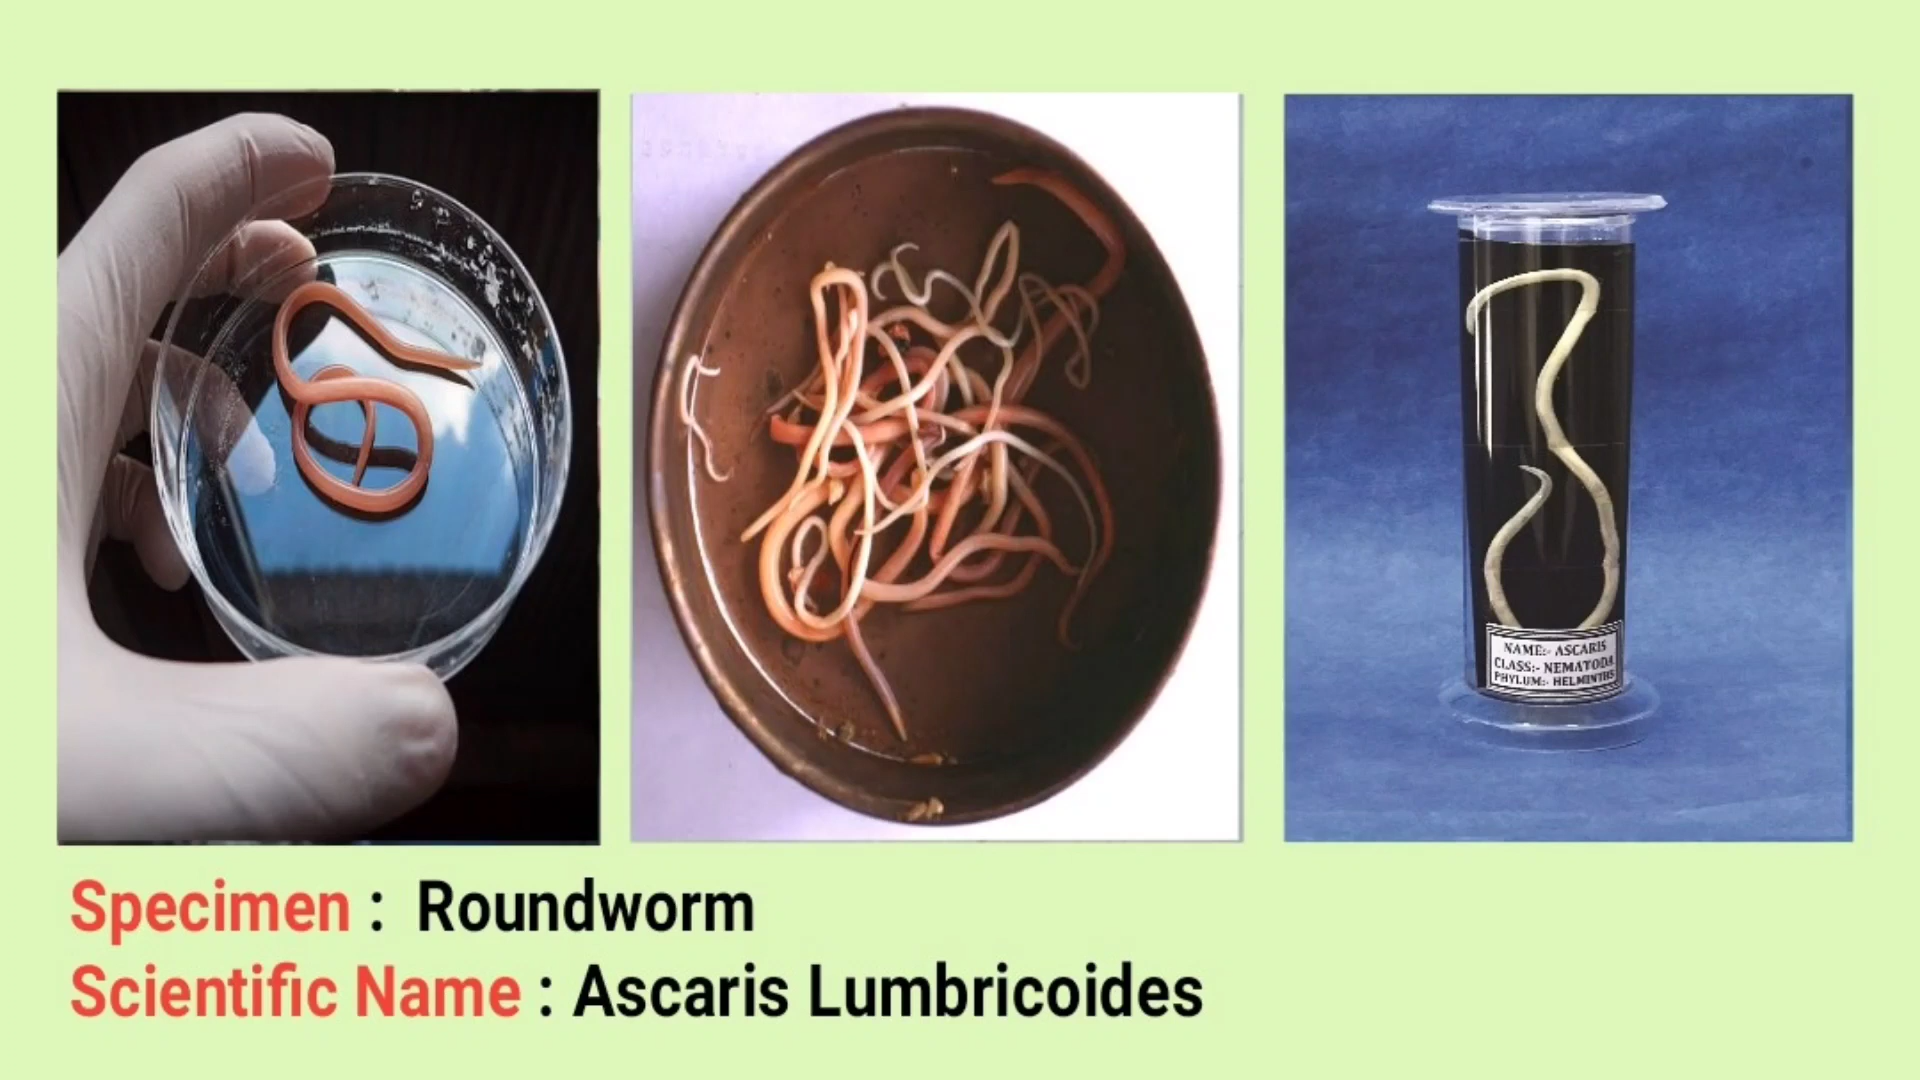 NAME:- ASCARIS
CLASS:- NEMATODA
PHYLUM:- HELMINTHS
Specimen : Roundworm
Scientific Name : Ascaris Lumbricoides